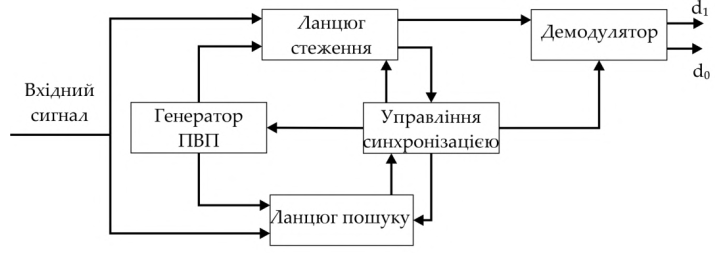 Ланцюг
стеження
Демодулятор
d1
d0
Вхідний
сигнал
Генератор
ПВП
Управління
синхронізацією
Ланцюг пошуку